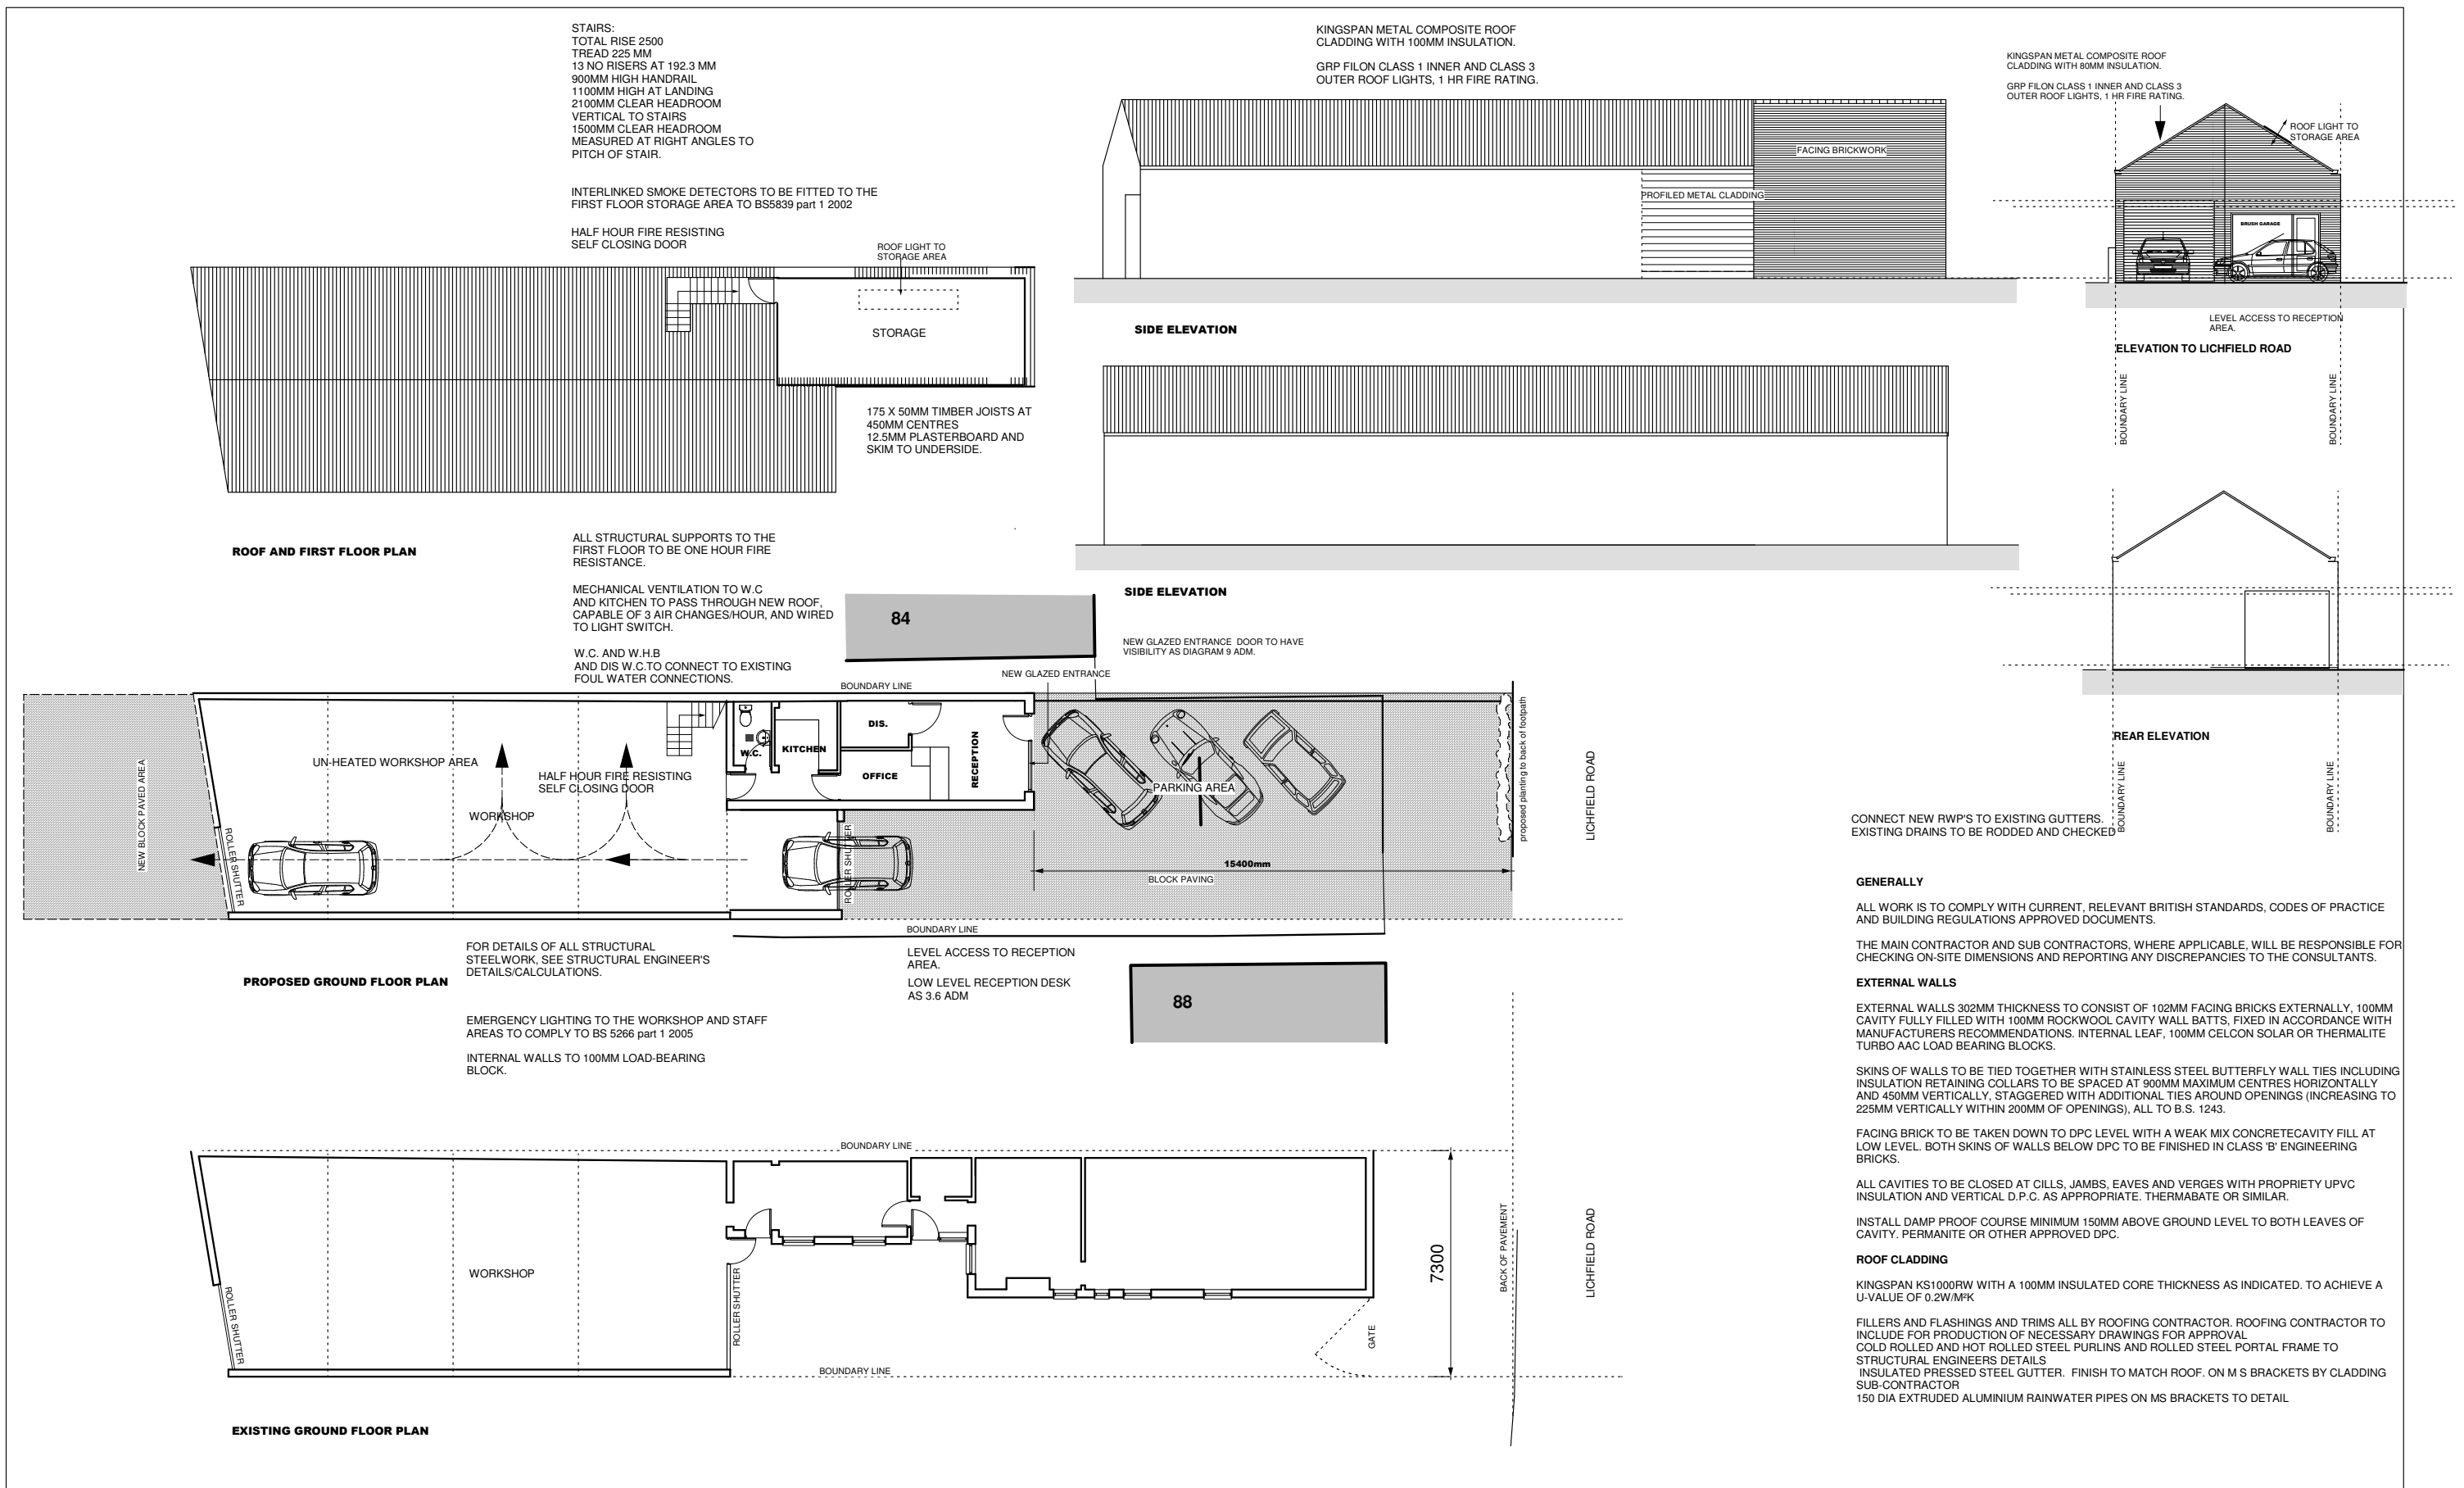 STAIRS:
TOTAL RISE 2500
TREAD 225 MM
13 NO RISERS AT 192.3 MM
900MM HIGH HANDRAIL
1100MM HIGH AT LANDING
2100MM CLEAR HEADROOM
VERTICAL TO STAIRS
1500MM CLEAR HEADROOM
MEASURED AT RIGHT ANGLES TO
PITCH OF STAIR.
INTERLINKED SMOKE DETECTORS TO BE FITTED TO THE
FIRST FLOOR STORAGE AREA TO BS5839 part 1 2002
HALF HOUR FIRE RESISTING
SELF CLOSING DOOR
ROOF LIGHT TO
STORAGE AREA
STORAGE
175 X 50MM TIMBER JOISTS AT
450MM CENTRES
12.5MM PLASTERBOARD AND
SKIM TO UNDERSIDE.
ROOF AND FIRST FLOOR PLAN
KINGSPAN METAL COMPOSITE ROOF
CLADDING WITH 100MM INSULATION.
GRP FILON CLASS 1 INNER AND CLASS 3
OUTER ROOF LIGHTS, 1 HR FIRE RATING.
FACING BRICKWORK
PROFILED METAL CLADDING
SIDE ELEVATION
KINGSPAN METAL COMPOSITE ROOF
CLADDING WITH 80MM INSULATION.
GRP FILON CLASS 1 INNER AND CLASS 3
OUTER ROOF LIGHTS, 1 HR FIRE RATING.
ROOF LIGHT TO
STORAGE AREA
BRUSH GARAGE
LEVEL ACCESS TO RECEPTION
AREA.
ELEVATION TO LICHFIELD ROAD
BOUNDARY LINE
BOUNDARY LINE
SIDE ELEVATION
REAR ELEVATION
BOUNDARY LINE
BOUNDARY LINE
ALL STRUCTURAL SUPPORTS TO THE
FIRST FLOOR TO BE ONE HOUR FIRE
RESISTANCE.
MECHANICAL VENTILATION TO W.C
AND KITCHEN TO PASS THROUGH NEW ROOF,
CAPABLE OF 3 AIR CHANGES/HOUR, AND WIRED
TO LIGHT SWITCH.
W.C. AND W.H.B
AND DIS W.C.TO CONNECT TO EXISTING
FOUL WATER CONNECTIONS.
84
NEW GLAZED ENTRANCE  DOOR TO HAVE
VISIBILITY AS DIAGRAM 9 ADM.
NEW GLAZED ENTRANCE
BOUNDARY LINE
NEW BLOCK PAVED AREA
UN-HEATED WORKSHOP AREA
HALF HOUR FIRE RESISTING
SELF CLOSING DOOR
WORKSHOP
ROLLER SHUTTER
W.C.
KITCHEN
DIS.
OFFICE
RECEPTION
ROLLER SHUTTER
PARKING AREA
15400mm
BLOCK PAVING
proposed planting to back of footpath
LICHFIELD ROAD
BOUNDARY LINE
PROPOSED GROUND FLOOR PLAN
FOR DETAILS OF ALL STRUCTURAL
STEELWORK, SEE STRUCTURAL ENGINEER'S
DETAILS/CALCULATIONS.
LEVEL ACCESS TO RECEPTION
AREA.
LOW LEVEL RECEPTION DESK
AS 3.6 ADM
88
EMERGENCY LIGHTING TO THE WORKSHOP AND STAFF
AREAS TO COMPLY TO BS 5266 part 1 2005
INTERNAL WALLS TO 100MM LOAD-BEARING
BLOCK.
BOUNDARY LINE
WORKSHOP
ROLLER SHUTTER
ROLLER SHUTTER
GATE
7300
BACK OF PAVEMENT
LICHFIELD ROAD
BOUNDARY LINE
EXISTING GROUND FLOOR PLAN
CONNECT NEW RWP'S TO EXISTING GUTTERS.
EXISTING DRAINS TO BE RODDED AND CHECKED
GENERALLY
ALL WORK IS TO COMPLY WITH CURRENT, RELEVANT BRITISH STANDARDS, CODES OF PRACTICE
AND BUILDING REGULATIONS APPROVED DOCUMENTS.
THE MAIN CONTRACTOR AND SUB CONTRACTORS, WHERE APPLICABLE, WILL BE RESPONSIBLE FOR
CHECKING ON-SITE DIMENSIONS AND REPORTING ANY DISCREPANCIES TO THE CONSULTANTS.
EXTERNAL WALLS
EXTERNAL WALLS 302MM THICKNESS TO CONSIST OF 102MM FACING BRICKS EXTERNALLY, 100MM
CAVITY FULLY FILLED WITH 100MM ROCKWOOL CAVITY WALL BATTS, FIXED IN ACCORDANCE WITH
MANUFACTURERS RECOMMENDATIONS. INTERNAL LEAF, 100MM CELCON SOLAR OR THERMALITE
TURBO AAC LOAD BEARING BLOCKS.
SKINS OF WALLS TO BE TIED TOGETHER WITH STAINLESS STEEL BUTTERFLY WALL TIES INCLUDING
INSULATION RETAINING COLLARS TO BE SPACED AT 900MM MAXIMUM CENTRES HORIZONTALLY
AND 450MM VERTICALLY, STAGGERED WITH ADDITIONAL TIES AROUND OPENINGS (INCREASING TO
225MM VERTICALLY WITHIN 200MM OF OPENINGS), ALL TO B.S. 1243.
FACING BRICK TO BE TAKEN DOWN TO DPC LEVEL WITH A WEAK MIX CONCRETECAVITY FILL AT
LOW LEVEL. BOTH SKINS OF WALLS BELOW DPC TO BE FINISHED IN CLASS 'B' ENGINEERING
BRICKS.
ALL CAVITIES TO BE CLOSED AT CILLS, JAMBS, EAVES AND VERGES WITH PROPRIETY UPVC
INSULATION AND VERTICAL D.P.C. AS APPROPRIATE. THERMABATE OR SIMILAR.
INSTALL DAMP PROOF COURSE MINIMUM 150MM ABOVE GROUND LEVEL TO BOTH LEAVES OF
CAVITY. PERMANITE OR OTHER APPROVED DPC.
ROOF CLADDING
KINGSPAN KS1000RW WITH A 100MM INSULATED CORE THICKNESS AS INDICATED. TO ACHIEVE A
U-VALUE OF 0.2W/M²K
FILLERS AND FLASHINGS AND TRIMS ALL BY ROOFING CONTRACTOR. ROOFING CONTRACTOR TO
INCLUDE FOR PRODUCTION OF NECESSARY DRAWINGS FOR APPROVAL
COLD ROLLED AND HOT ROLLED STEEL PURLINS AND ROLLED STEEL PORTAL FRAME TO
STRUCTURAL ENGINEERS DETAILS
INSULATED PRESSED STEEL GUTTER.  FINISH TO MATCH ROOF. ON M S BRACKETS BY CLADDING
SUB-CONTRACTOR
150 DIA EXTRUDED ALUMINIUM RAINWATER PIPES ON MS BRACKETS TO DETAIL